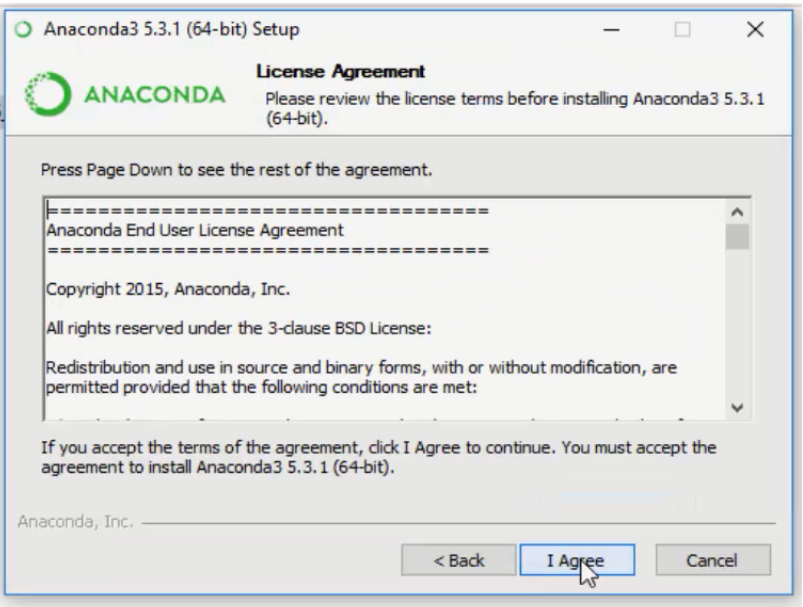 Anaconda3 5.3.1 (64-bit) Setup
ANACONDA
License Agreement
Please review the license terms before installing Anaconda3 5.3.1
(64-bit).
Press Page Down to see the rest of the agreement.
===================================
Anaconda End User License Agreement
===================================
Copyright 2015, Anaconda, Inc.
All rights reserved under the 3-clause BSD License:
Redistribution and use in source and binary forms, with or without modification, are
permitted provided that the following conditions are met:
If you accept the terms of the agreement, click I Agree to continue. You must accept the
agreement to install Anaconda3 5.3.1 (64-bit).
Anaconda, Inc.
< Back
I Agree
Cancel